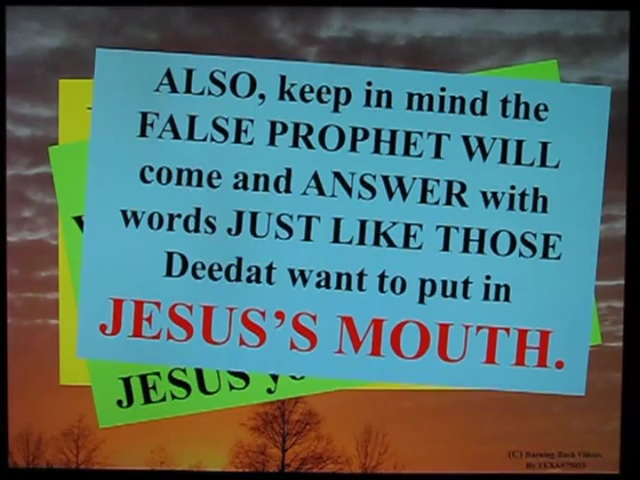 ALSO, keep in mind the
FALSE PROPHET WILL
come and ANSWER with
words JUST LIKE THOSE
Deedat want to put in
JESUS'S MOUTH.
JESUS
(C)